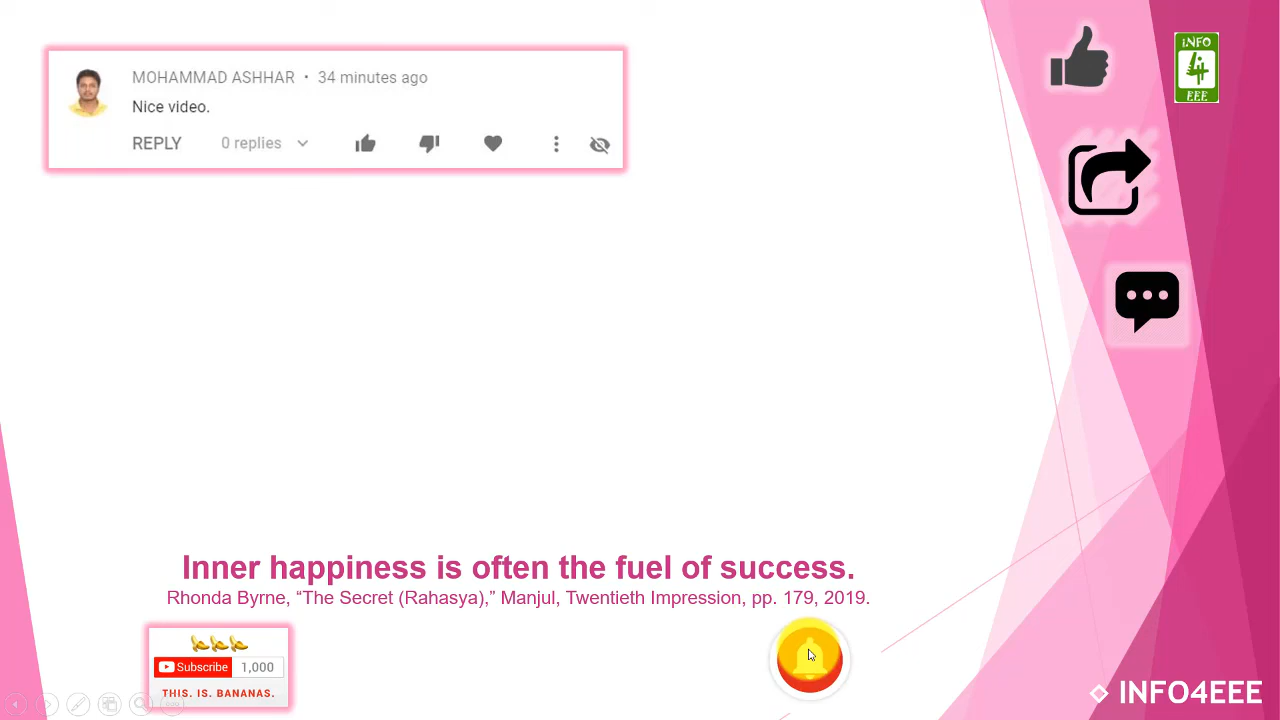 MOHAMMAD ASHHAR • 34 minutes ago
Nice video.
REPLY 0 replies
INFO
EEE
Inner happiness is often the fuel of success.
Rhonda Byrne, “The Secret (Rahasya),” Manjul, Twentieth Impression, pp. 179, 2019.
Subscribe 1,000
THIS. IS. BANANAS.
INFO4EEE